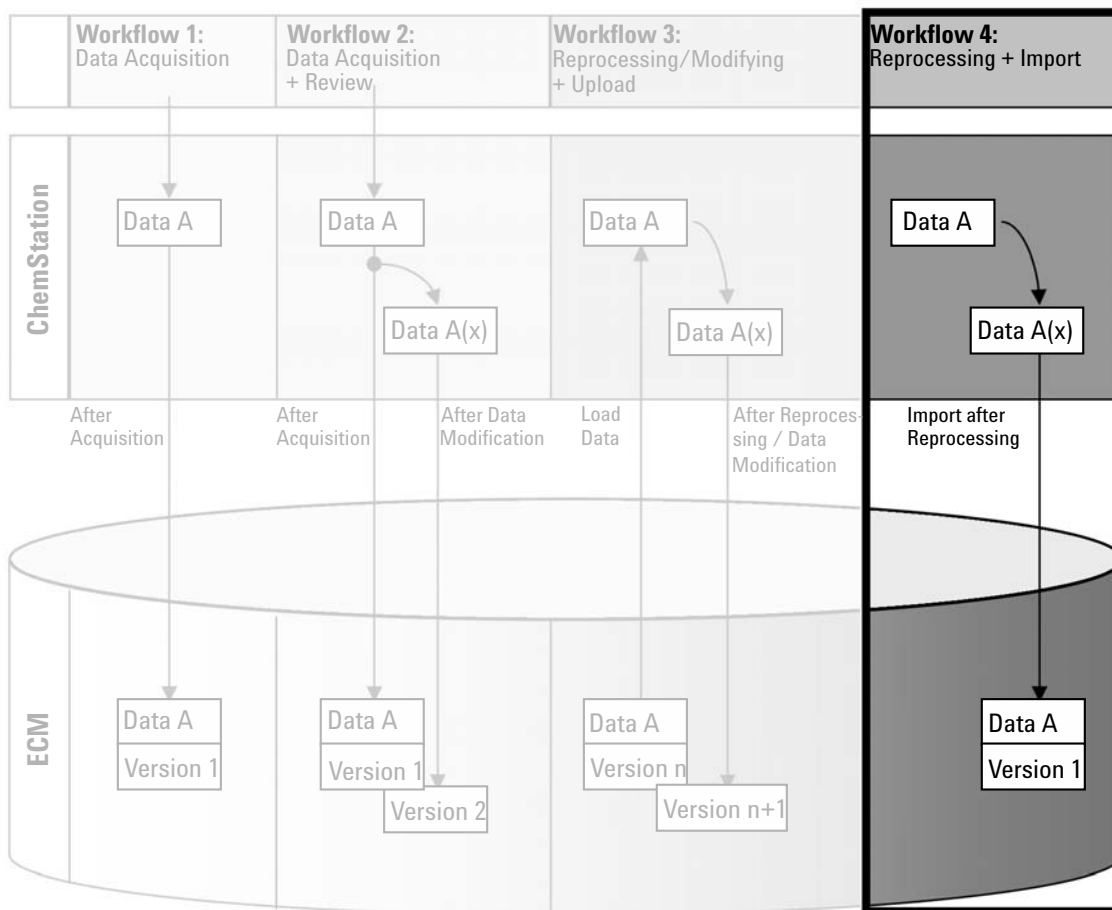 Workflow 1:
Data Acquisition
Workflow 2:
Data Acquisition
+ Review
Workflow 3:
Reprocessing/Modifying
+ Upload
Workflow 4:
Reprocessing + Import
ChemStation
Data A
Data A
Data A(x)
Data A
Data A(x)
Data A
Data A(x)
After
Acquisition
After
Acquisition
After Data
Modification
Load
Data
After Reproces-
sing / Data
Modification
Import after
Reprocessing
ECM
Data A
Version 1
Data A
Version 1
Version 2
Data A
Version n
Version n+1
Data A
Version 1